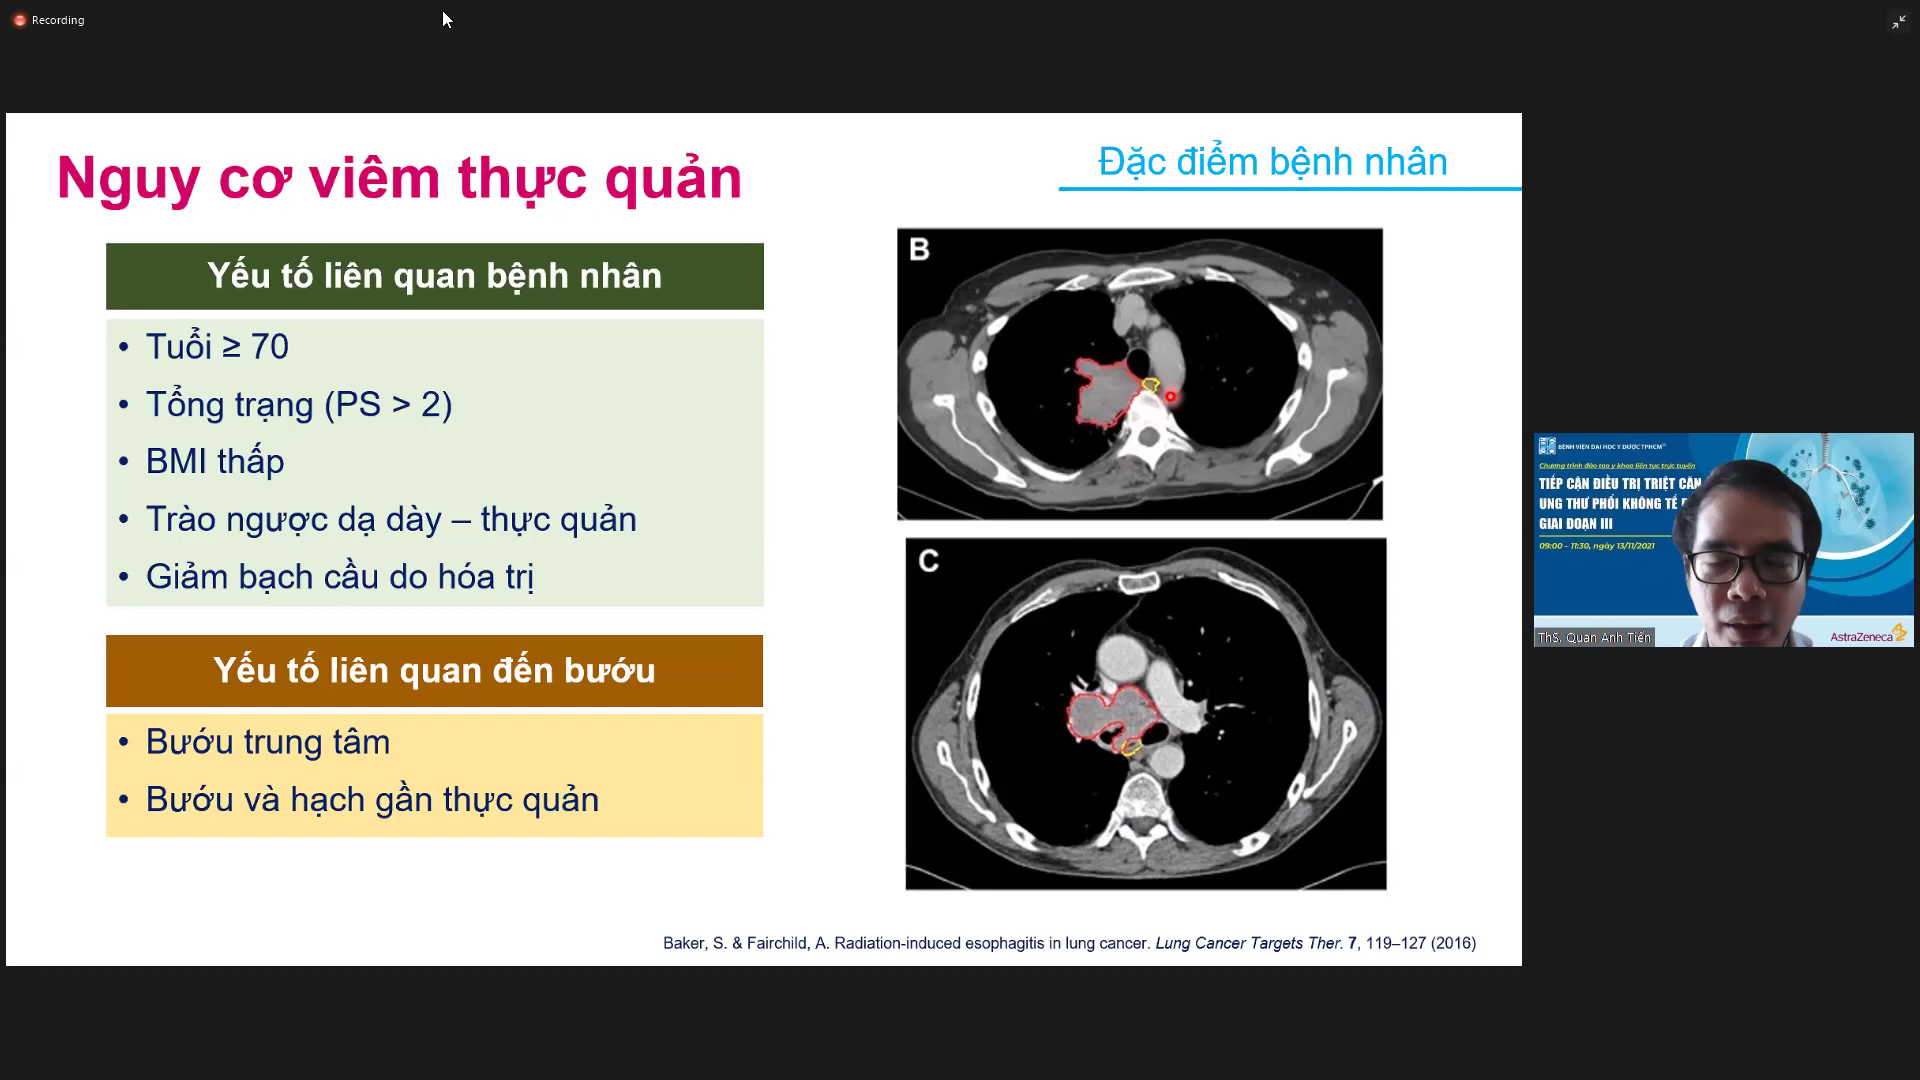 Recording
Nguy cơ viêm thực quản
Đặc điểm bệnh nhân
Yếu tố liên quan bệnh nhân
• Tuổi ≥ 70
• Tổng trạng (PS > 2)
• BMI thấp
• Trào ngược dạ dày – thực quản
• Giảm bạch cầu do hóa trị
Yếu tố liên quan đến bướu
• Bướu trung tâm
• Bướu và hạch gần thực quản
B
C
Baker, S. & Fairchild, A. Radiation-induced esophagitis in lung cancer. Lung Cancer Targets Ther. 7, 119–127 (2016)
BỆNH VIỆN ĐẠI HỌC Y DƯỢC TPHCM
Chương trình đào tạo y khoa liên tục trực tuyến
TIẾP CẬN ĐIỀU TRỊ TRIỆT CĂN
UNG THƯ PHỔI KHÔNG TẾ
GIAI ĐOẠN III
09:00 - 11:30, ngày 13/11/2021
ThS. Quan Anh Tiến
AstraZeneca